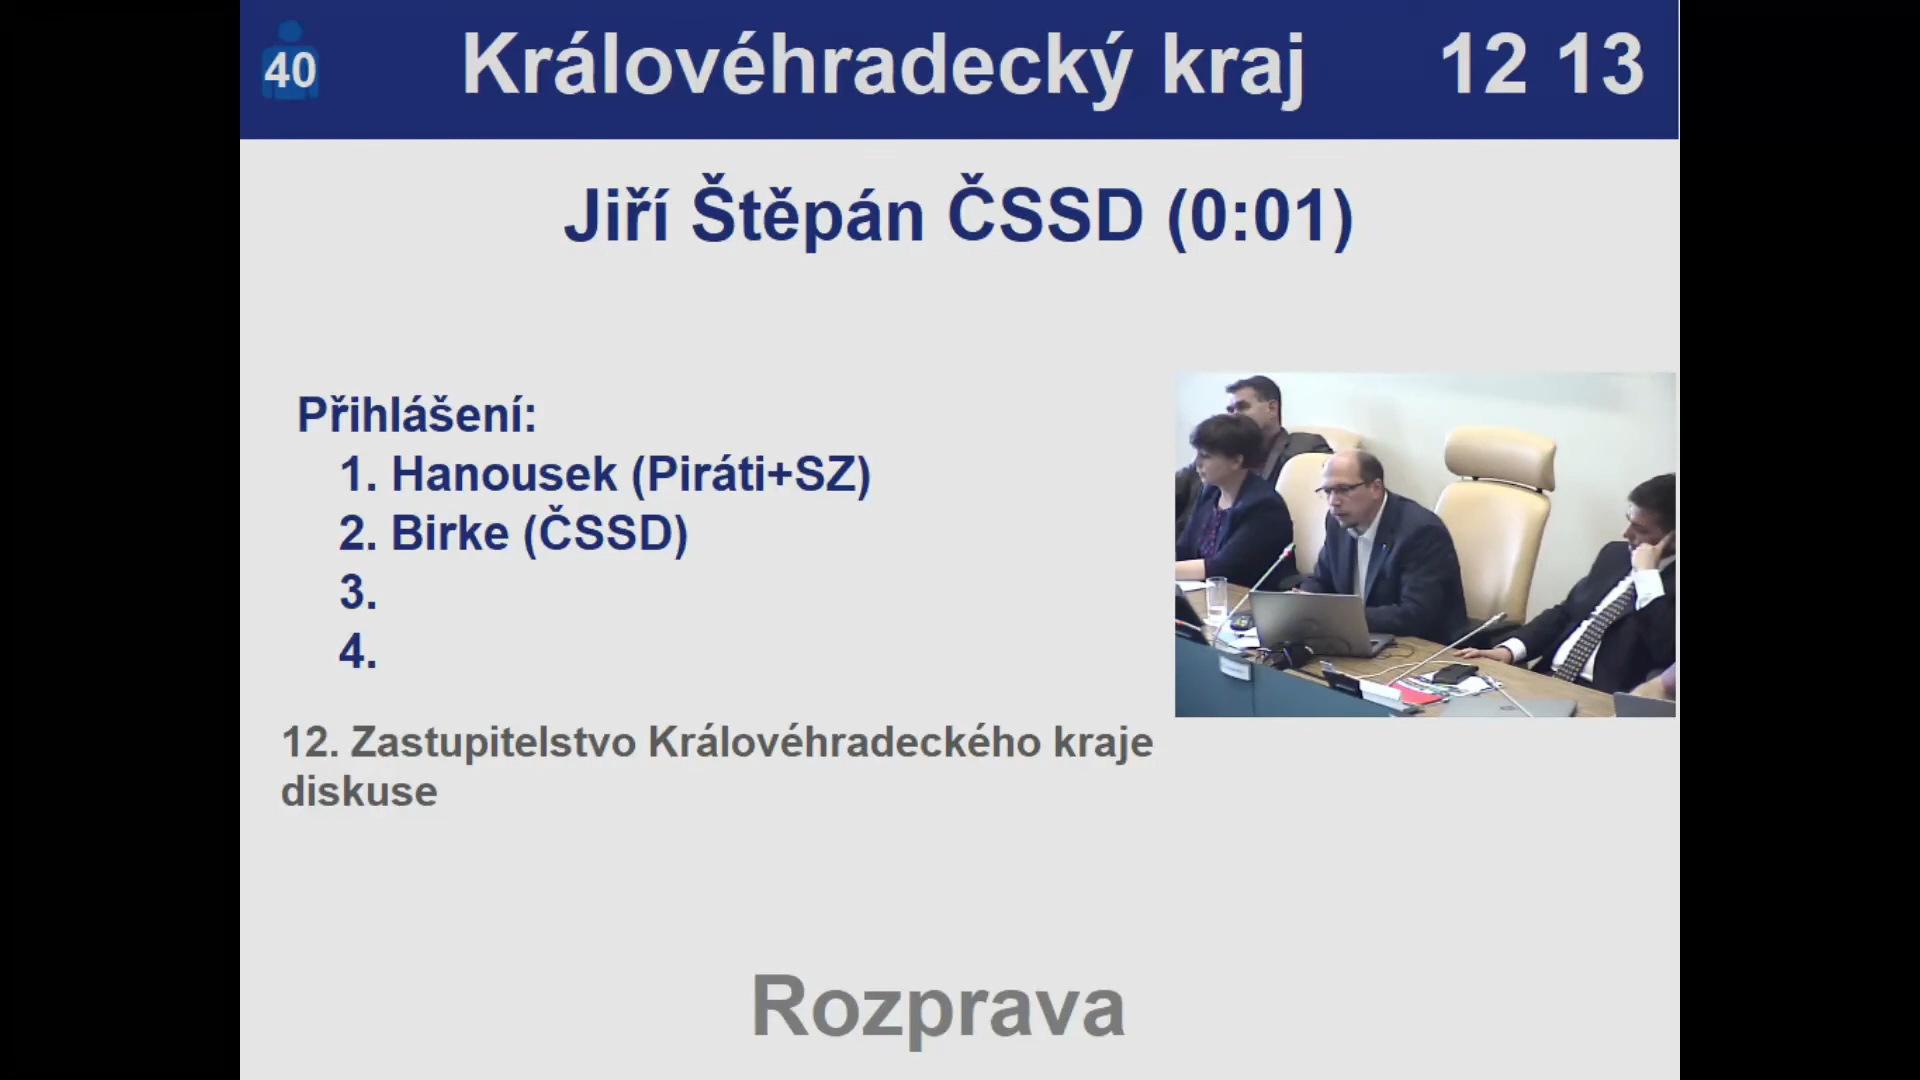 40
Královéhradecký kraj
12 13
Jiří Štěpán ČSSD (0:01)
Přihlášení:
1. Hanousek (Piráti+SZ)
2. Birke (ČSSD)
3.
4.
12. Zastupitelstvo Královéhradeckého kraje
diskuse
Rozprava